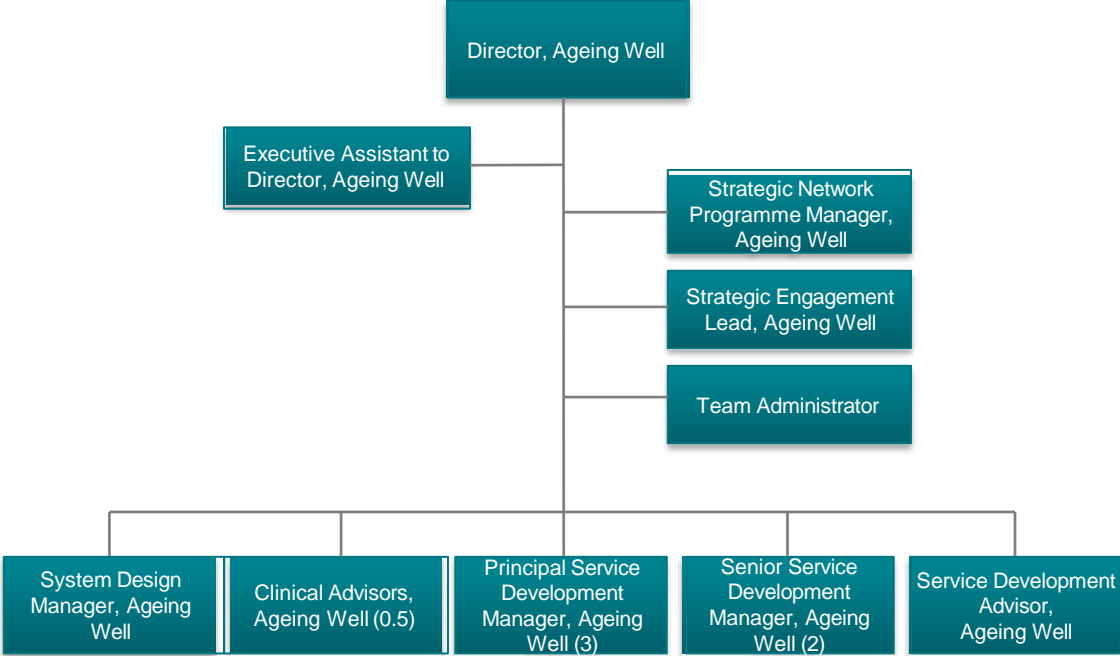 Director, Ageing Well
Executive Assistant to
Director, Ageing Well
Strategic Network
Programme Manager,
Ageing Well
Strategic Engagement
Lead, Ageing Well
Team Administrator
System Design
Manager, Ageing
Well
Clinical Advisors,
Ageing Well (0.5)
Principal Service
Development
Manager, Ageing
Well (3)
Senior Service
Development
Manager, Ageing
Well (2)
Service Development
Advisor,
Ageing Well